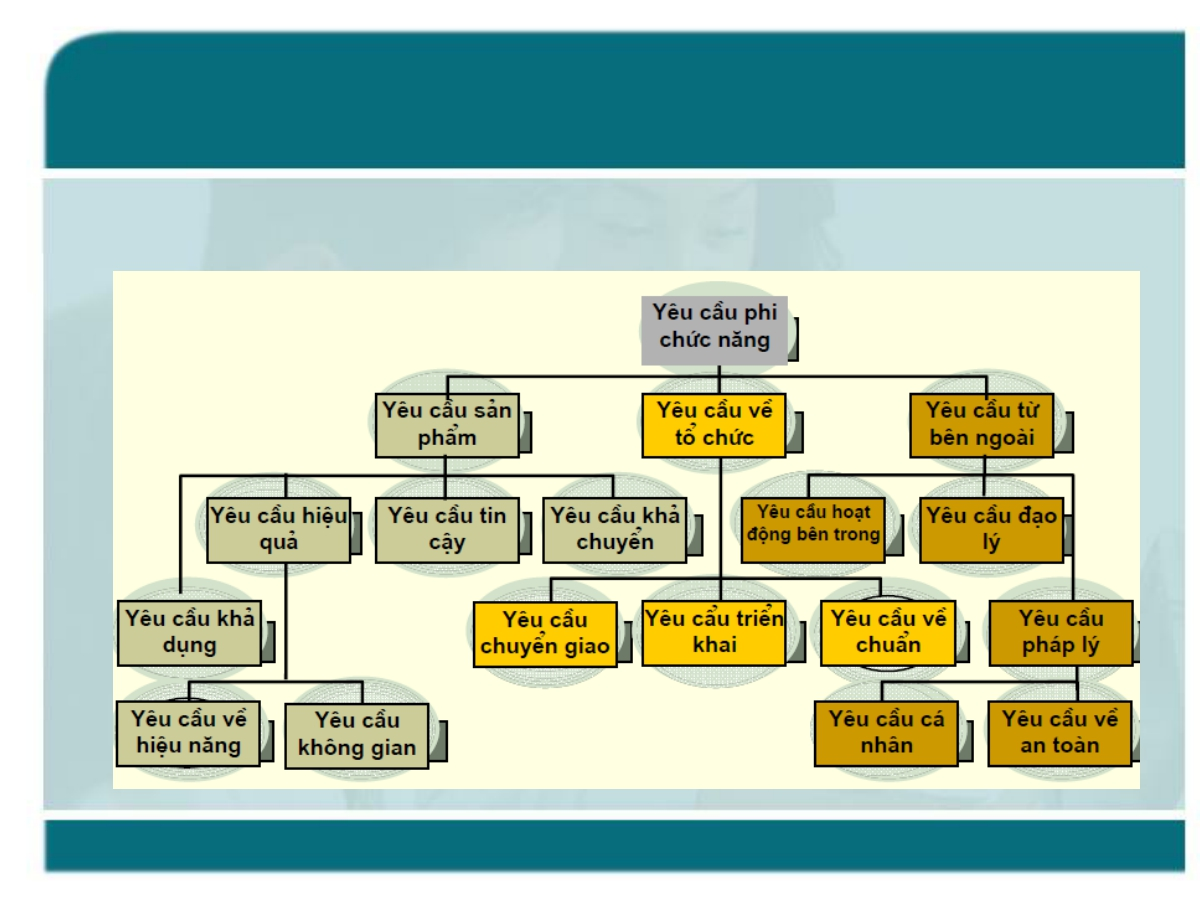 Yêu cầu phi
chức năng
Yêu cầu sản
phẩm
Yêu cầu về
tổ chức
Yêu cầu từ
bên ngoài
Yêu cầu hiệu
quả
Yêu cầu tin
cậy
Yêu cầu khả
chuyển
Yêu cầu hoạt
động bên trong
Yêu cầu đạo
lý
Yêu cầu khả
dụng
Yêu cầu
chuyển giao
Yêu cẩu triển
khai
Yêu cầu về
chuẩn
Yêu cầu
pháp lý
Yêu cầu về
hiệu năng
Yêu cầu
không gian
Yêu cầu cá
nhân
Yêu cầu về
an toàn